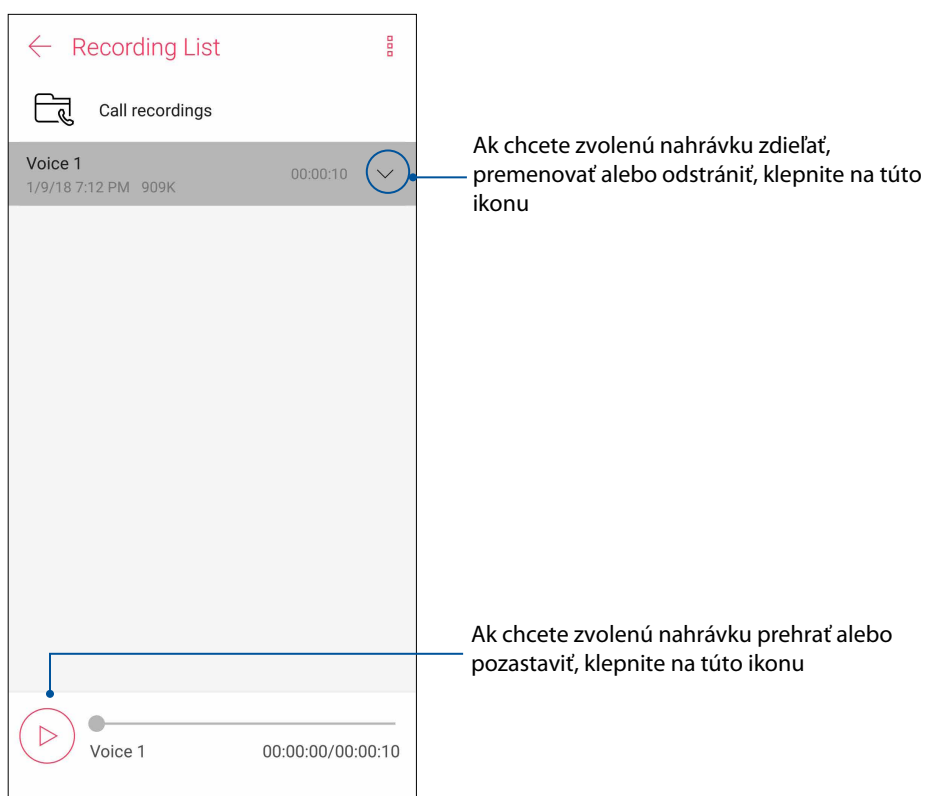 Recording List
Call recordings
Voice 1
1/9/18 7:12 PM 909K
00:00:10
Ak chcete zvolenú nahrávku zdieľať,
premenovať alebo odstrániť, klepnite na túto
ikonu
Ak chcete zvolenú nahrávku prehrať alebo
pozastaviť, klepnite na túto ikonu
Voice 1
00:00:00/00:00:10